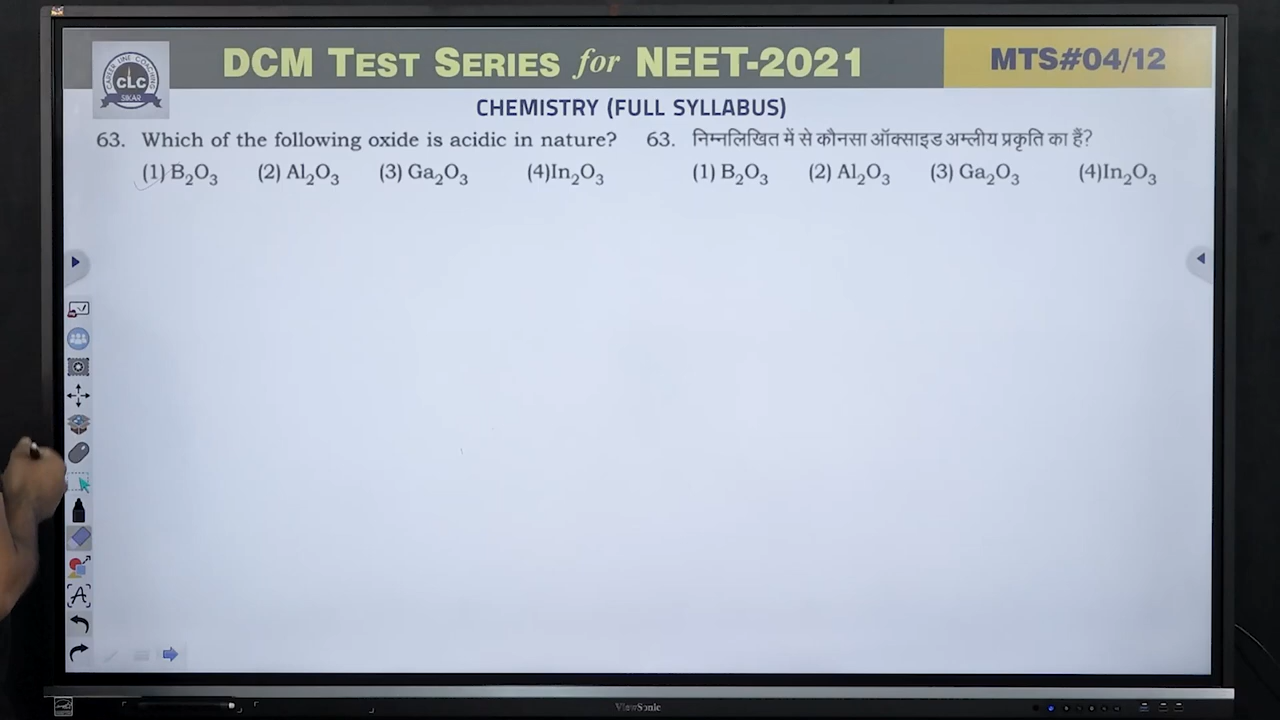 CAREER LINE COACHING
CLC
SIKAR
DCM TEST SERIES for NEET-2021
MTS#04/12
CHEMISTRY (FULL SYLLABUS)
63. Which of the following oxide is acidic in nature?
(1) B₂O₃ (2) Al₂O₃ (3) Ga₂O₃ (4)In₂O₃
63. निम्नलिखित में से कौनसा ऑक्साइड अम्लीय प्रकृति का हैं?
(1) B₂O₃ (2) Al₂O₃ (3) Ga₂O₃ (4)In₂O₃
A
ViewSonic